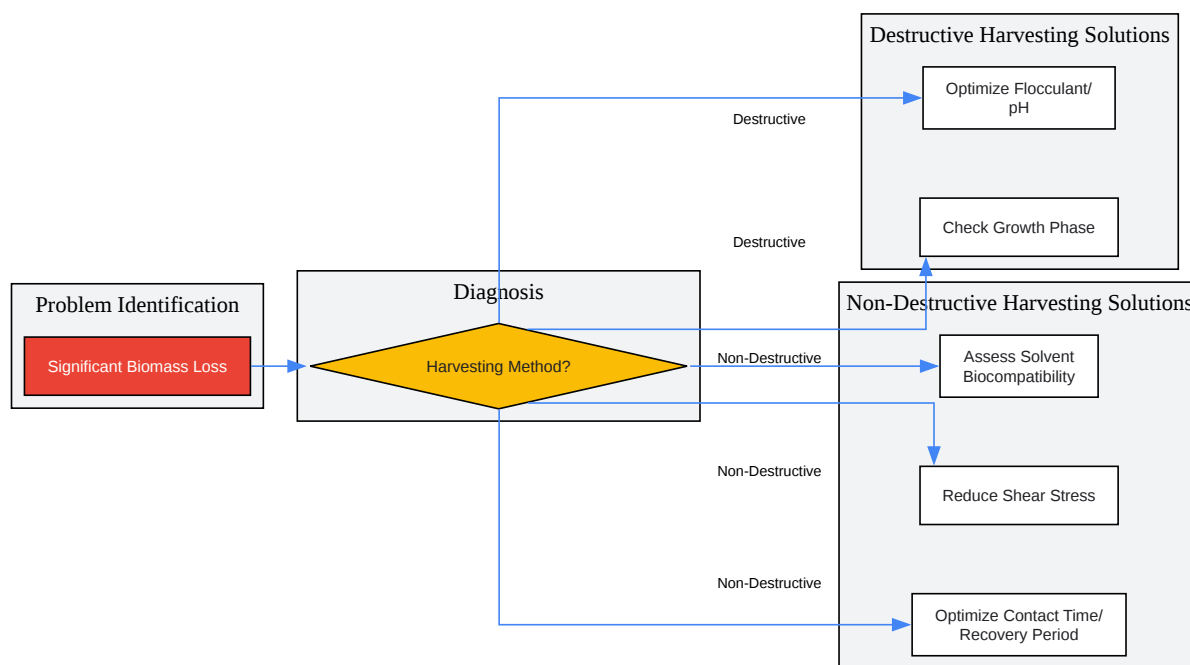 Problem Identification
Significant Biomass Loss
Diagnosis
Harvesting Method?
Destructive
Destructive
Non-Destructive
Non-Destructive
Non-Destructive
Destructive Harvesting Solutions
Optimize Flocculant/
pH
Check Growth Phase
Non-Destructive Harvesting Solutions
Assess Solvent
Biocompatibility
Reduce Shear Stress
Optimize Contact Time/
Recovery Period